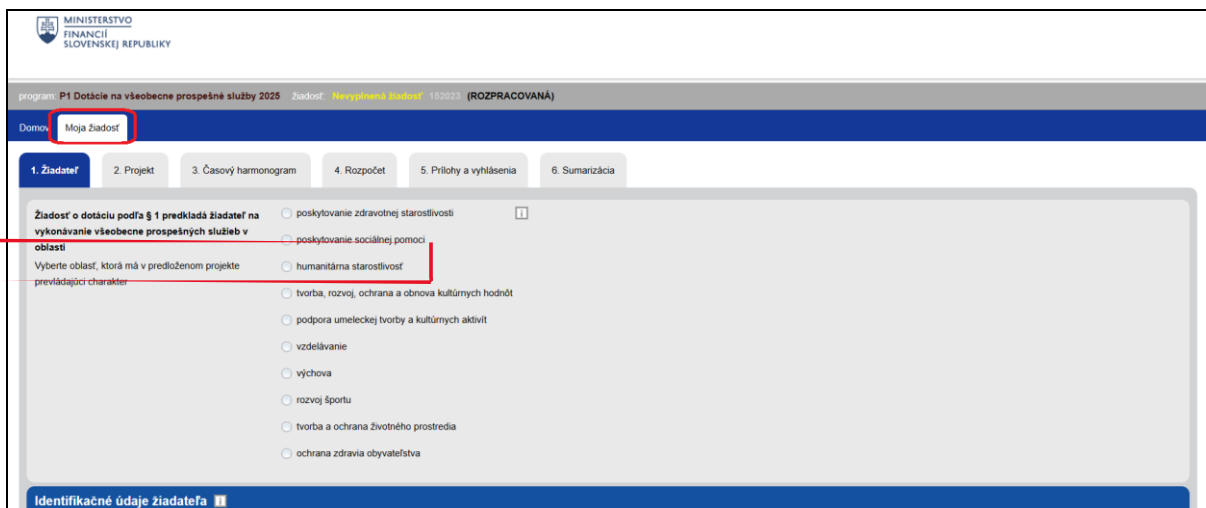 MINISTERSTVO
FINANCIÍ
SLOVENSKEJ REPUBLIKY
program: P1 Dotácie na všeobecne prospešné služby 2025 žiadosť: Nevyplnená žiadosť 152023 (ROZPRACOVANÁ)
Domov Moja žiadosť
1. Žiadateľ 2. Projekt 3. Časový harmonogram 4. Rozpočet 5. Prílohy a vyhlásenia 6. Sumarizácia
Žiadosť o dotáciu podľa § 1 predkladá žiadateľ na
vykonávanie všeobecne prospešných služieb v
oblasti
Vyberte oblasť, ktorá má v predloženom projekte
prevládajúci charakter
poskytovanie zdravotnej starostlivosti i
poskytovanie sociálnej pomoci
humanitárna starostlivosť
tvorba, rozvoj, ochrana a obnova kultúrnych hodnôt
podpora umeleckej tvorby a kultúrnych aktivít
vzdelávanie
výchova
rozvoj športu
tvorba a ochrana životného prostredia
ochrana zdravia obyvateľstva
Identifikačné údaje žiadateľa i